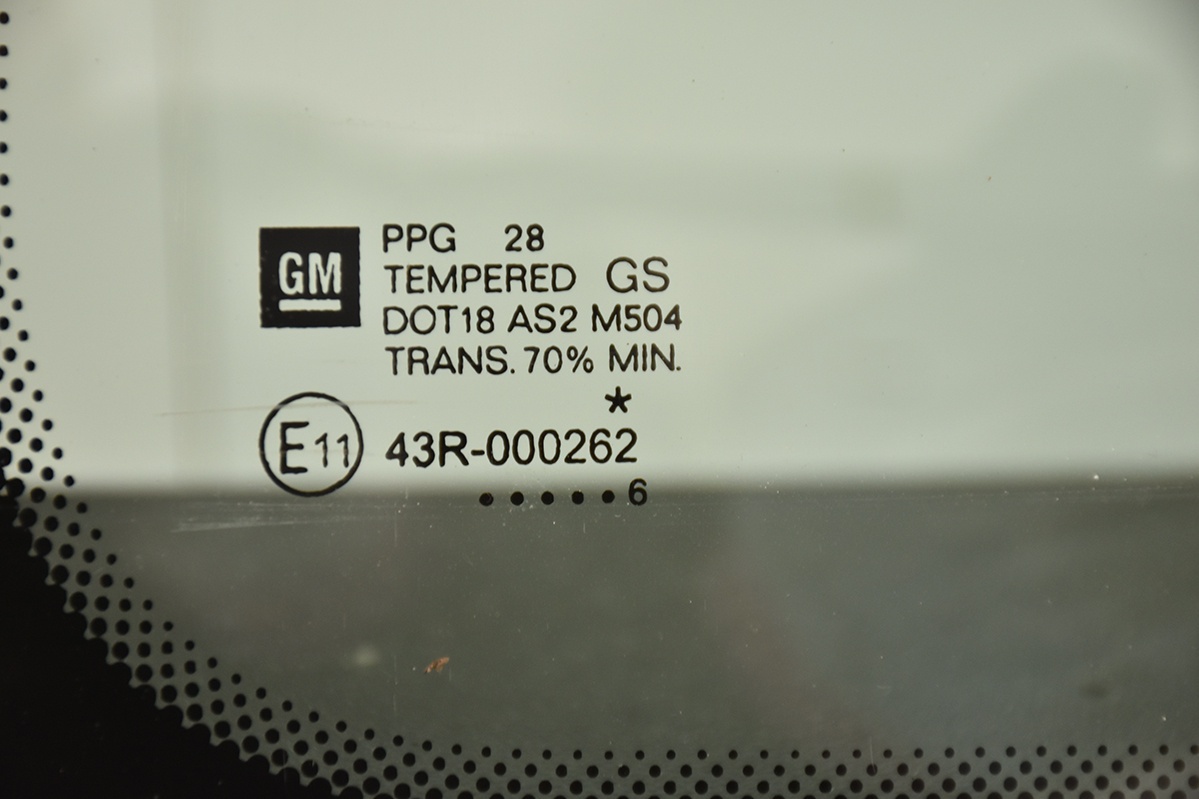 GM
PPG 28
TEMPERED GS
DOT18 AS2 M504
TRANS. 70% MIN.
*
E11 43R-000262
•••••6